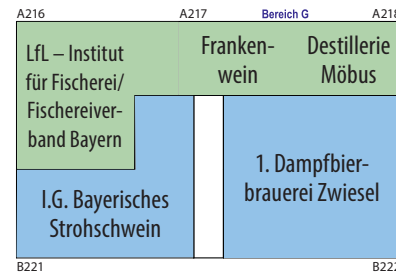 A216 A217 Bereich G A218
LfL – Institut
für Fischerei/
Fischereiver-
band Bayern
Franken-
wein
Destillerie
Möbus
I.G. Bayerisches
Strohschwein
1. Dampfbier-
brauerei Zwiesel
B221 B222